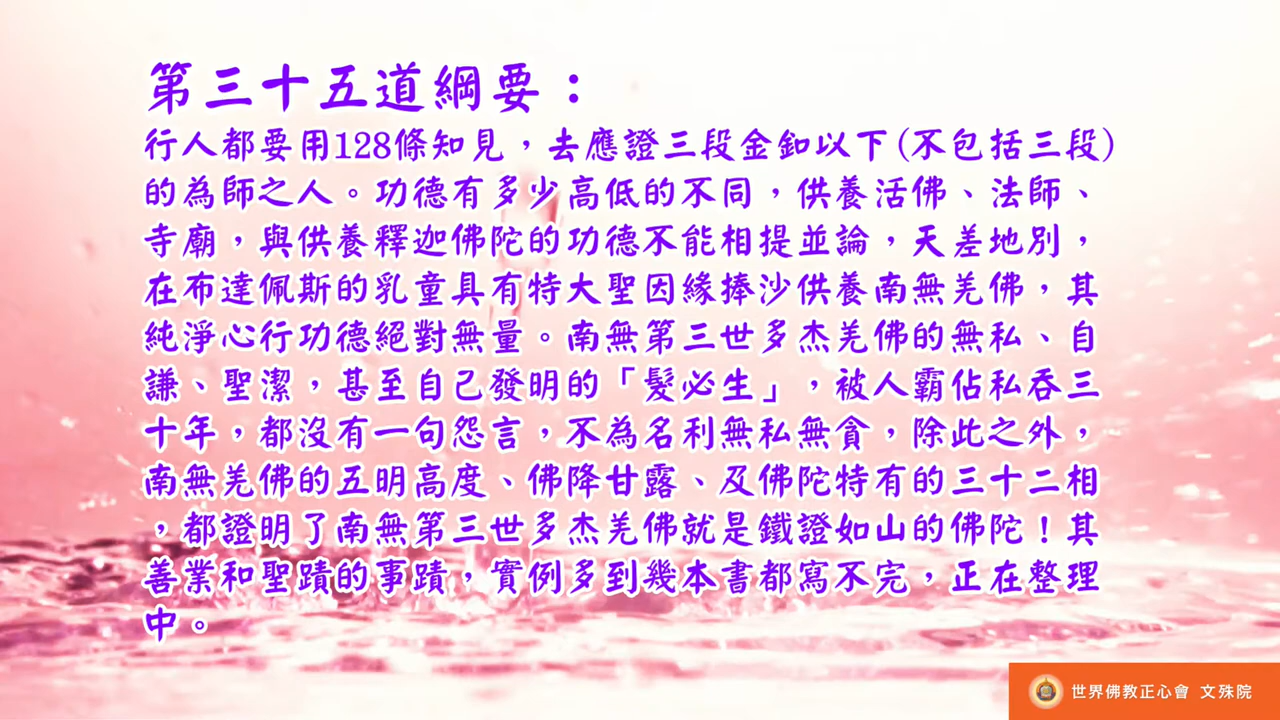 第三十五道綱要：
行人都要用128條知見，去應證三段金釦以下(不包括三段)
的為師之人。功德有多少高低的不同，供養活佛、法師、
寺廟，與供養釋迦佛陀的功德不能相提並論，天差地別，
在布達佩斯的乳童具有特大聖因緣捧沙供養南無羌佛，其
純淨心行功德絕對無量。南無第三世多杰羌佛的無私、自
謙、聖潔，甚至自己發明的「髮必生」，被人霸佔私吞三
十年，都沒有一句怨言，不為名利無私無貪，除此之外，
南無羌佛的五明高度、佛降甘露、及佛陀特有的三十二相
，都證明了南無第三世多杰羌佛就是鐵證如山的佛陀！其
善業和聖蹟的事蹟，實例多到幾本書都寫不完，正在整理
中。
世界佛教正心會 文殊院